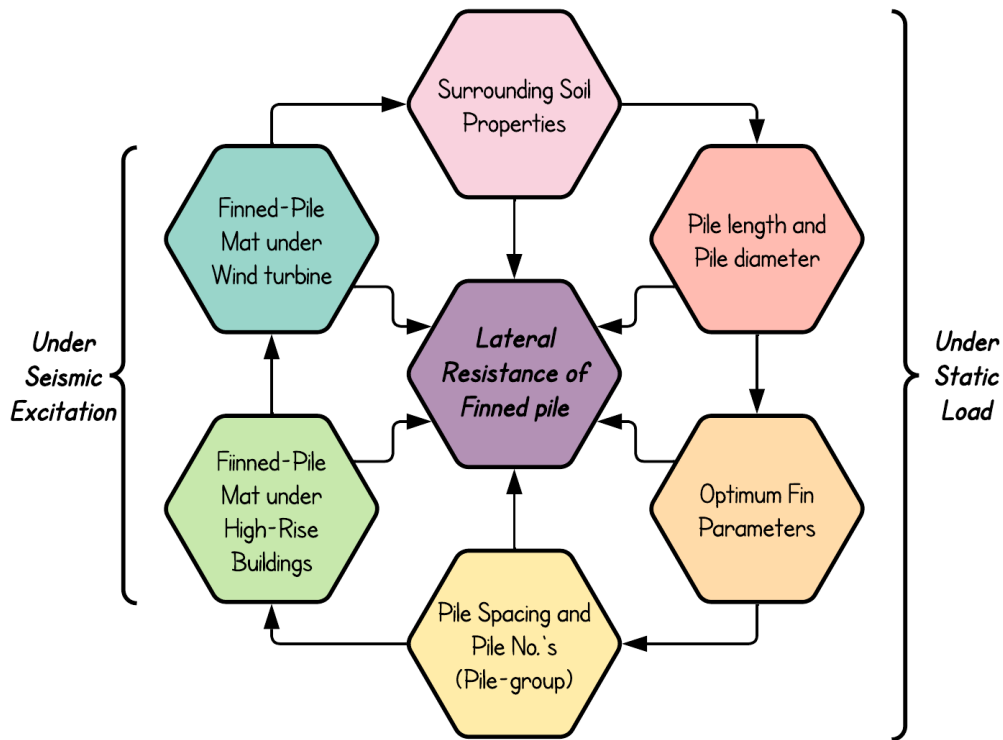 Surrounding Soil
Properties
Finned-Pile
Mat under
Wind turbine
Pile length and
Pile diameter
Under
Seismic
Excitation
Lateral
Resistance of
Finned pile
Under
Static
Load
Fiinned-Pile
Mat under
High-Rise
Buildings
Optimum Fin
Parameters
Pile Spacing and
Pile No.'s
(Pile-group)